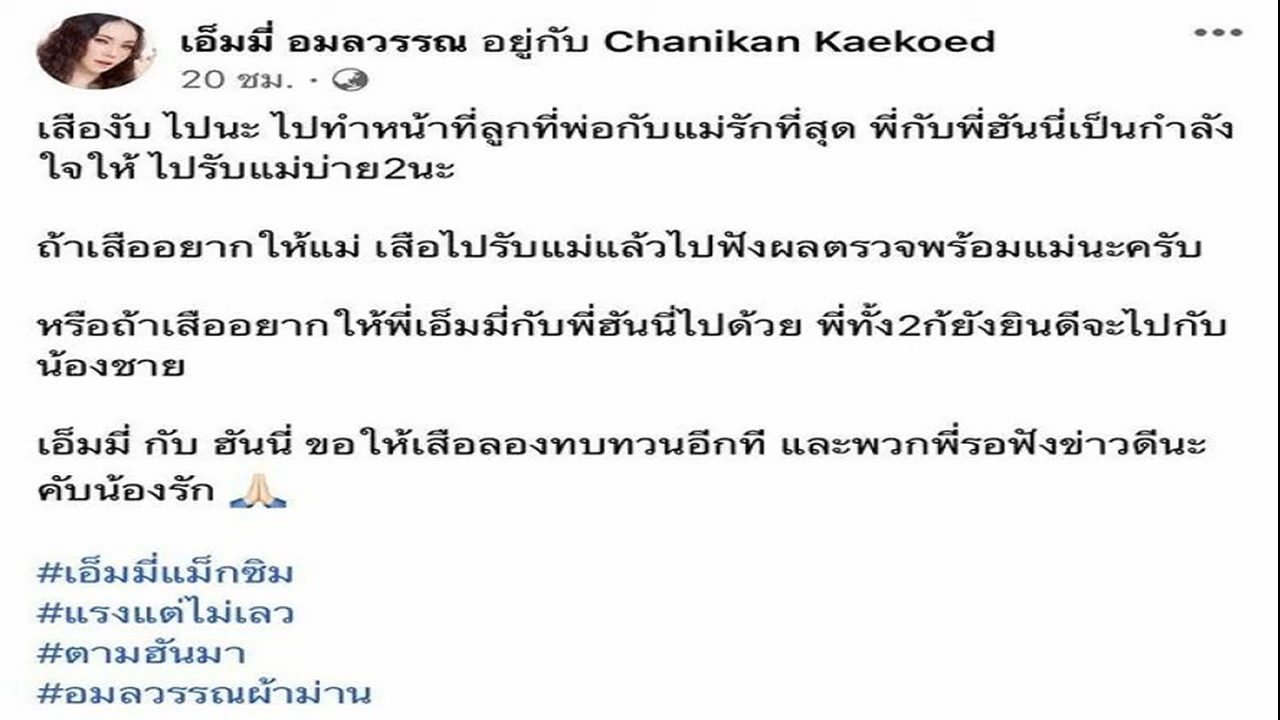 เอ็มมี่ อมลวรรณ อยู่กับ Chanikan Kaekoed
20 ชม. ·
เสืองับ ไปนะ ไปทำหน้าที่ลูกที่พ่อกับแม่รักที่สุด พี่กับพี่ฮันนี่เป็นกำลัง
ใจให้ ไปรับแม่บ่าย2นะ
ถ้าเสืออยากให้แม่ เสือไปรับแม่แล้วไปฟังผลตรวจพร้อมแม่นะครับ
หรือถ้าเสืออยากให้พี่เอ็มมี่กับพี่ฮันนี่ไปด้วย พี่ทั้ง2ก้ยังยินดีจะไปกับ
น้องชาย
เอ็มมี่ กับ ฮันนี่ ขอให้เสือลองทบทวนอีกที และพวกพี่รอฟังข่าวดีนะ
คับน้องรัก 🙏🏻
#เอ็มมี่แม็กซิม
#แรงแต่ไม่เลว
#ตามฮันมา
#อมลวรรณผ้าม่าน